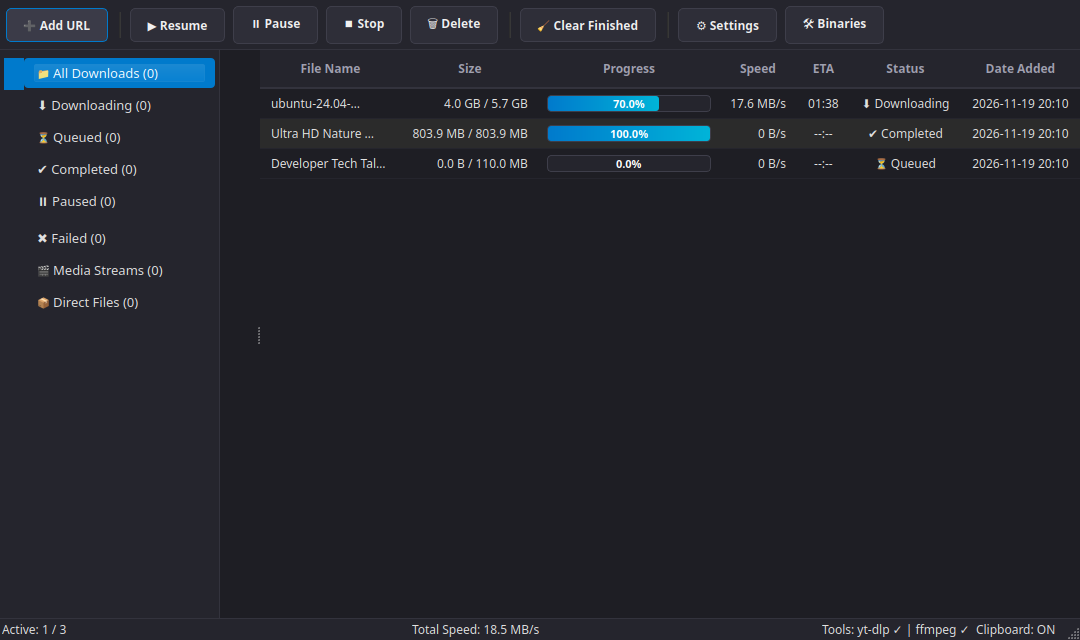 Add URL Resume Pause Stop Delete Clear Finished Settings Binaries
All Downloads (0)
Downloading (0)
Queued (0)
Completed (0)
Paused (0)
Failed (0)
Media Streams (0)
Direct Files (0)
File Name Size Progress Speed ETA Status Date Added
ubuntu-24.04-... 4.0 GB / 5.7 GB 70.0% 17.6 MB/s 01:38 Downloading 2026-11-19 20:10
Ultra HD Nature ... 803.9 MB / 803.9 MB 100.0% 0 B/s --:-- Completed 2026-11-19 20:10
Developer Tech Tal... 0.0 B / 110.0 MB 0.0% 0 B/s --:-- Queued 2026-11-19 20:10
Active: 1 / 3 Total Speed: 18.5 MB/s Tools: yt-dlp ✓ | ffmpeg ✓ Clipboard: ON